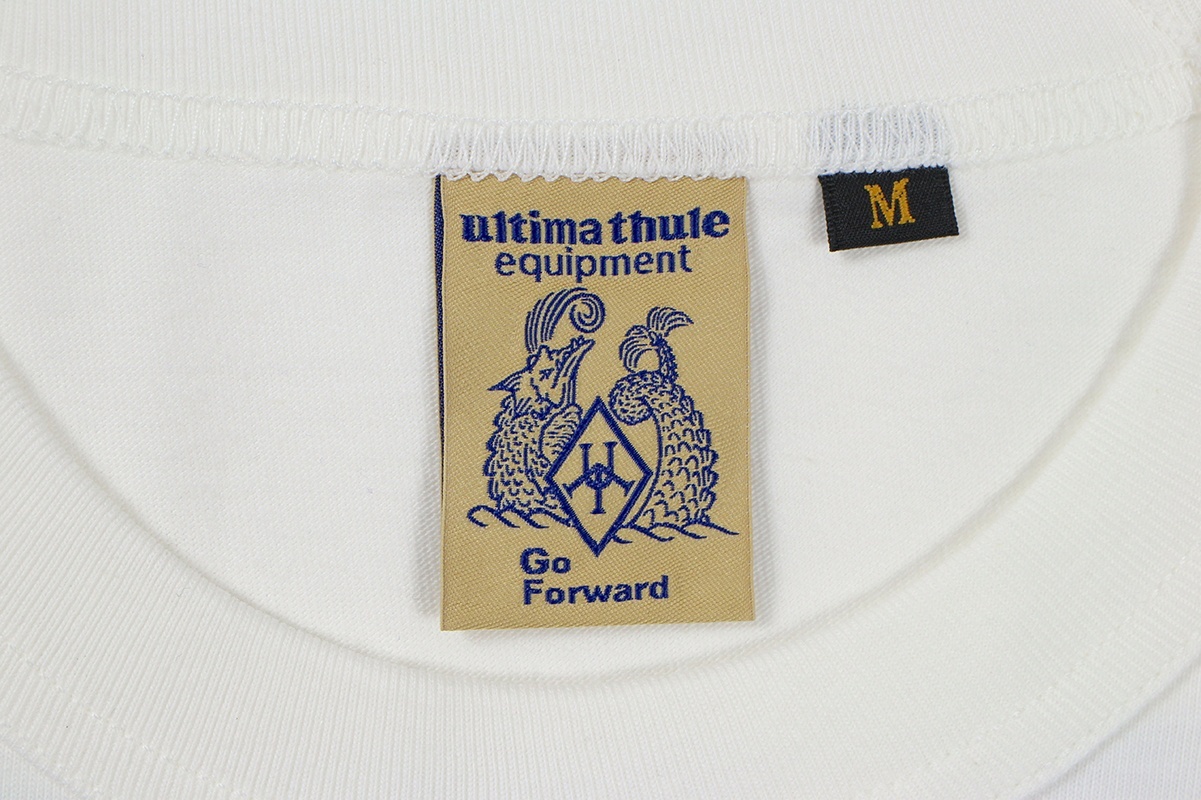 ultima thule
equipment
Go
Forward
M